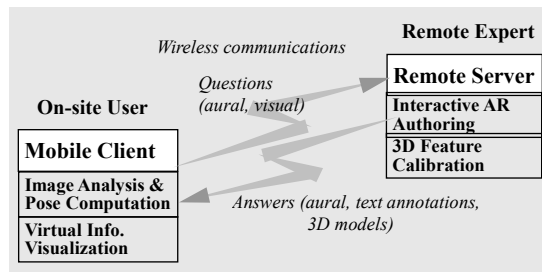 Remote Expert
Wireless communications
Remote Server
Questions
(aural, visual)
Interactive AR
Authoring
3D Feature
Calibration
On-site User
Mobile Client
Image Analysis &
Pose Computation
Virtual Info.
Visualization
Answers (aural, text annotations,
3D models)